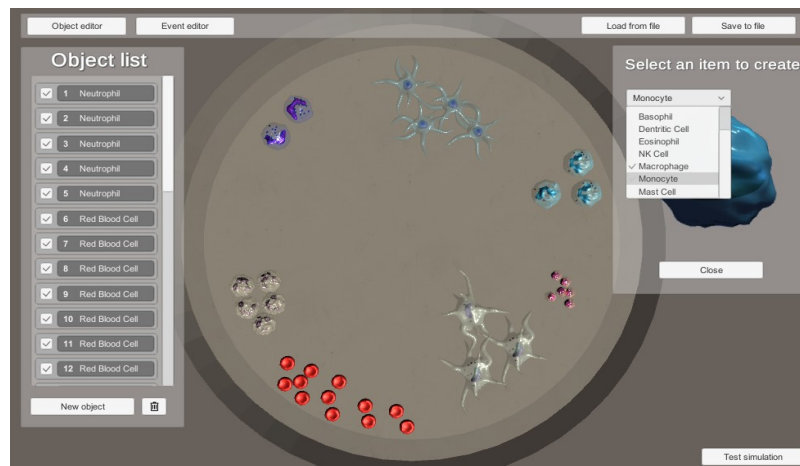 Object editor
Event editor
Load from file
Save to file
Object list
1 Neutrophil
2 Neutrophil
3 Neutrophil
4 Neutrophil
5 Neutrophil
6 Red Blood Cell
7 Red Blood Cell
8 Red Blood Cell
9 Red Blood Cell
10 Red Blood Cell
11 Red Blood Cell
12 Red Blood Cell
New object
Select an item to create
Monocyte
Basophil
Dentritic Cell
Eosinophil
NK Cell
Macrophage
Monocyte
Mast Cell
Close
Test simulation